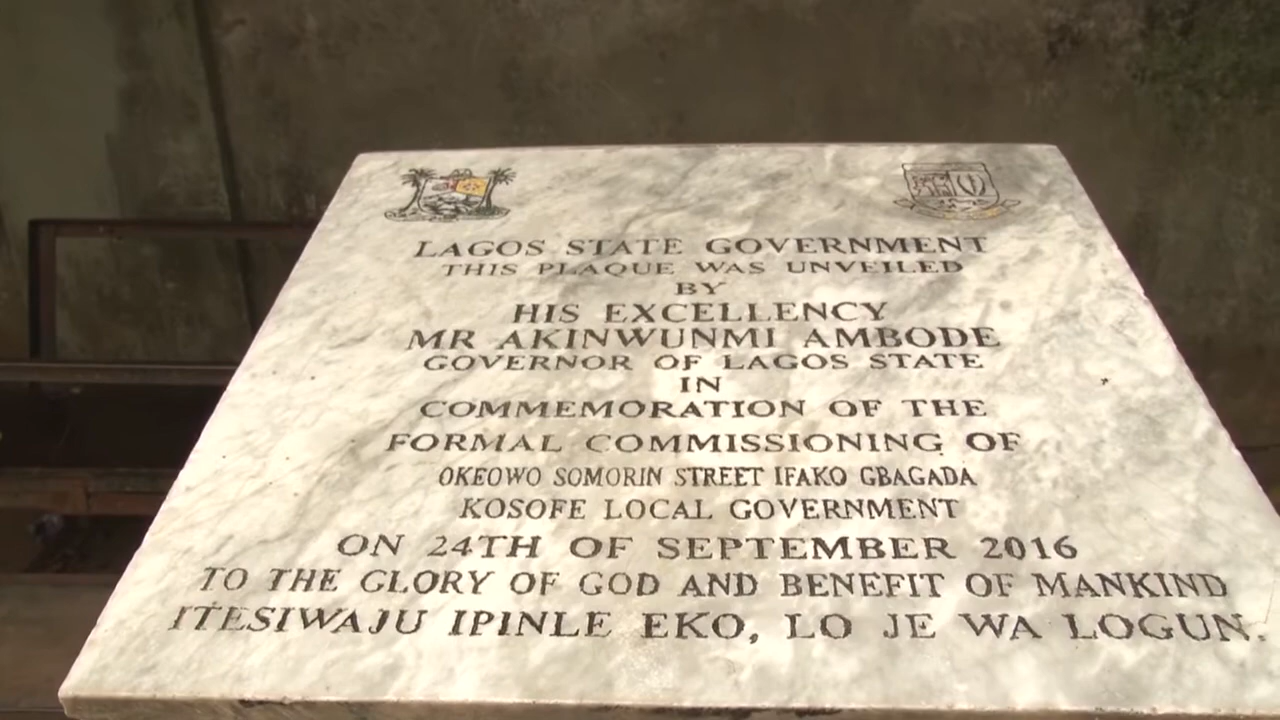 LAGOS STATE GOVERNMENT
THIS PLAQUE WAS UNVEILED
BY
HIS EXCELLENCY
MR AKINWUNMI AMBODE
GOVERNOR OF LAGOS STATE
IN
COMMEMORATION OF THE
FORMAL COMMISSIONING OF
OKEOWO SOMORIN STREET IFAKO GBAGADA
KOSOFE LOCAL GOVERNMENT
ON 24TH OF SEPTEMBER 2016
TO THE GLORY OF GOD AND BENEFIT OF MANKIND
ITESIWAJU IPINLE EKO, LO JE WA LOGUN.